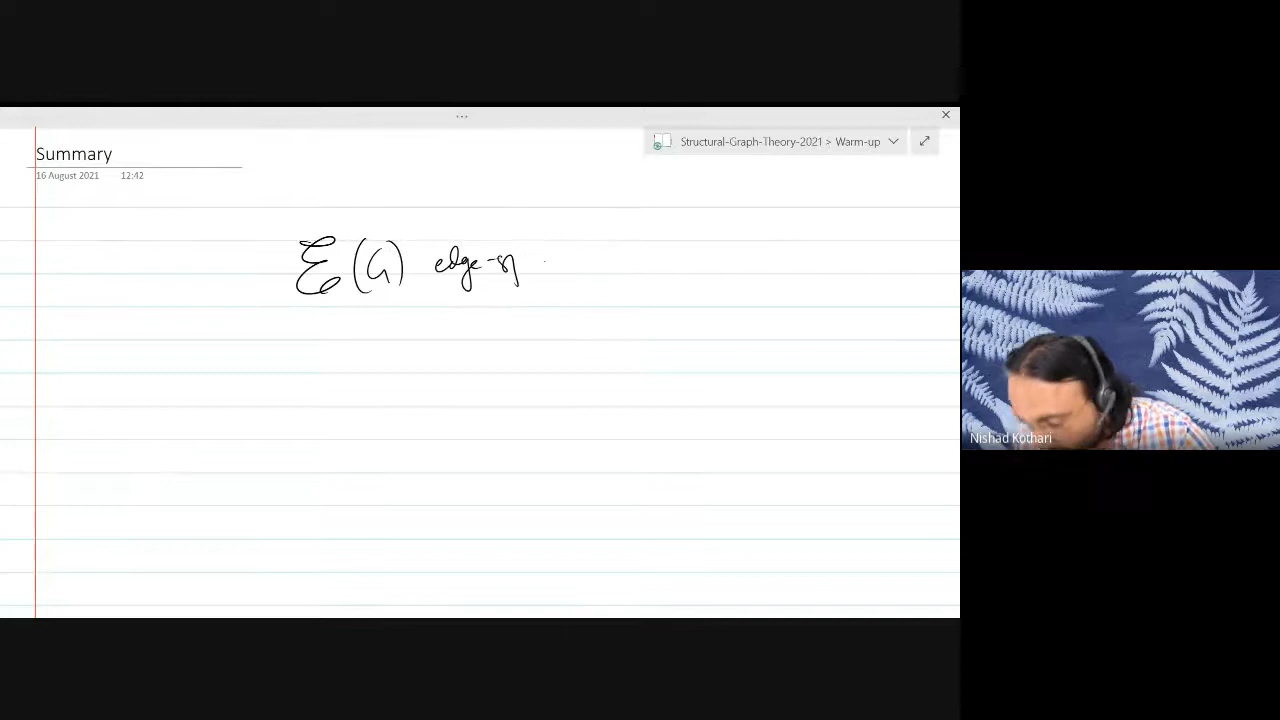 Structural-Graph-Theory-2021 > Warm-up
Summary
16 August 2021 12:42
ℰ(G) edge-sp
Nishad Kothari